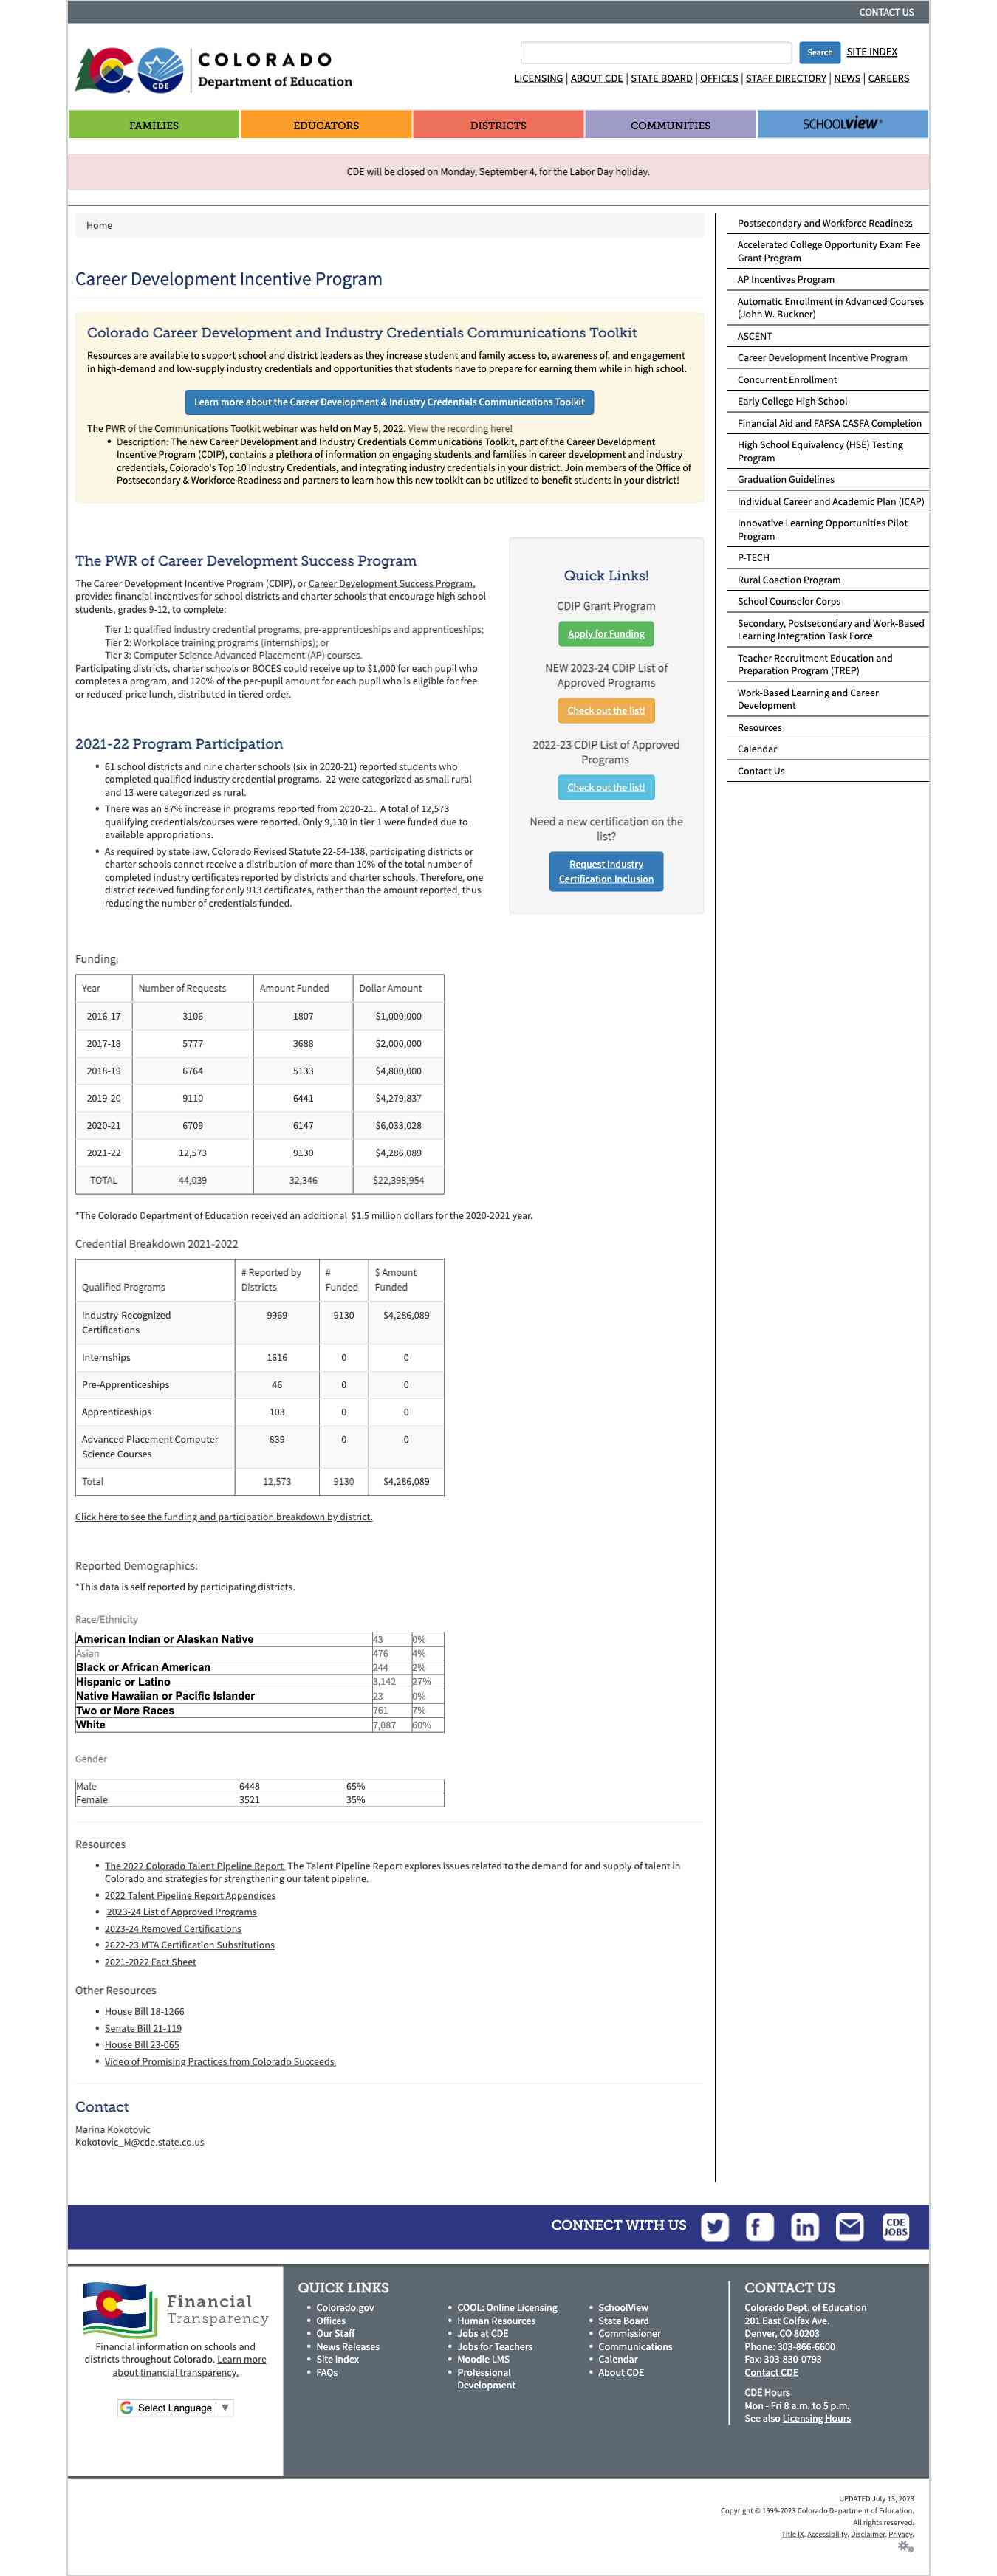 CONTACT US
COLORADO
Department of Education
CDE
Search
SITE INDEX
LICENSING | ABOUT CDE | STATE BOARD | OFFICES | STAFF DIRECTORY | NEWS | CAREERS
FAMILIES
EDUCATORS
DISTRICTS
COMMUNITIES
SCHOOLVIEW®
CDE will be closed on Monday, September 4, for the Labor Day holiday.
Home
Career Development Incentive Program
Colorado Career Development and Industry Credentials Communications Toolkit
Resources are available to support school and district leaders as they increase student and family access to, awareness of, and engagement
in high-demand and low-supply industry credentials and opportunities that students have to prepare for earning them while in high school.
Learn more about the Career Development & Industry Credentials Communications Toolkit
The PWR of the Communications Toolkit webinar was held on May 5, 2022. View the recording here!
• Description: The new Career Development and Industry Credentials Communications Toolkit, part of the Career Development
Incentive Program (CDIP), contains a plethora of information on engaging students and families in career development and industry
credentials, Colorado's Top 10 Industry Credentials, and integrating industry credentials in your district. Join members of the Office of
Postsecondary & Workforce Readiness and partners to learn how this new toolkit can be utilized to benefit students in your district!
The PWR of Career Development Success Program
The Career Development Incentive Program (CDIP), or Career Development Success Program,
provides financial incentives for school districts and charter schools that encourage high school
students, grades 9-12, to complete:
Tier 1: qualified industry credential programs, pre-apprenticeships and apprenticeships;
Tier 2: Workplace training programs (internships); or
Tier 3: Computer Science Advanced Placement (AP) courses.
Participating districts, charter schools or BOCES could receive up to $1,000 for each pupil who
completes a program, and 120% of the per-pupil amount for each pupil who is eligible for free
or reduced-price lunch, distributed in tiered order.
2021-22 Program Participation
• 61 school districts and nine charter schools (six in 2020-21) reported students who
completed qualified industry credential programs. 22 were categorized as small rural
and 13 were categorized as rural.
• There was an 87% increase in programs reported from 2020-21. A total of 12,573
qualifying credentials/courses were reported. Only 9,130 in tier 1 were funded due to
available appropriations.
• As required by state law, Colorado Revised Statute 22-54-138, participating districts or
charter schools cannot receive a distribution of more than 10% of the total number of
completed industry certificates reported by districts and charter schools. Therefore, one
district received funding for only 913 certificates, rather than the amount reported, thus
reducing the number of credentials funded.
Quick Links!
CDIP Grant Program
Apply for Funding
NEW 2023-24 CDIP List of
Approved Programs
Check out the list!
2022-23 CDIP List of Approved
Programs
Check out the list!
Need a new certification on the
list?
Request Industry
Certification Inclusion
Funding:
Year Number of Requests Amount Funded Dollar Amount
2016-17 3106 1807 $1,000,000
2017-18 5777 3688 $2,000,000
2018-19 6764 5133 $4,800,000
2019-20 9110 6441 $4,279,837
2020-21 6709 6147 $6,033,028
2021-22 12,573 9130 $4,286,089
TOTAL 44,039 32,346 $22,398,954
*The Colorado Department of Education received an additional $1.5 million dollars for the 2020-2021 year.
Credential Breakdown 2021-2022
Qualified Programs # Reported by Districts # Funded $ Amount Funded
Industry-Recognized Certifications 9969 9130 $4,286,089
Internships 1616 0 0
Pre-Apprenticeships 46 0 0
Apprenticeships 103 0 0
Advanced Placement Computer Science Courses 839 0 0
Total 12,573 9130 $4,286,089
Click here to see the funding and participation breakdown by district.
Reported Demographics:
*This data is self reported by participating districts.
Race/Ethnicity
American Indian or Alaskan Native 43 0%
Asian 476 4%
Black or African American 244 2%
Hispanic or Latino 3,142 27%
Native Hawaiian or Pacific Islander 23 0%
Two or More Races 761 7%
White 7,087 60%
Gender
Male 6448 65%
Female 3521 35%
Resources
• The 2022 Colorado Talent Pipeline Report The Talent Pipeline Report explores issues related to the demand for and supply of talent in
Colorado and strategies for strengthening our talent pipeline.
• 2022 Talent Pipeline Report Appendices
• 2023-24 List of Approved Programs
• 2023-24 Removed Certifications
• 2022-23 MTA Certification Substitutions
• 2021-2022 Fact Sheet
Other Resources
• House Bill 18-1266
• Senate Bill 21-119
• House Bill 23-065
• Video of Promising Practices from Colorado Succeeds
Contact
Marina Kokotovic
Kokotovic_M@cde.state.co.us
Postsecondary and Workforce Readiness
Accelerated College Opportunity Exam Fee
Grant Program
AP Incentives Program
Automatic Enrollment in Advanced Courses
(John W. Buckner)
ASCENT
Career Development Incentive Program
Concurrent Enrollment
Early College High School
Financial Aid and FAFSA CASFA Completion
High School Equivalency (HSE) Testing
Program
Graduation Guidelines
Individual Career and Academic Plan (ICAP)
Innovative Learning Opportunities Pilot
Program
P-TECH
Rural Coaction Program
School Counselor Corps
Secondary, Postsecondary and Work-Based
Learning Integration Task Force
Teacher Recruitment Education and
Preparation Program (TREP)
Work-Based Learning and Career
Development
Resources
Calendar
Contact Us
CONNECT WITH US
CDE
JOBS
Financial
Transparency
Financial information on schools and
districts throughout Colorado. Learn more
about financial transparency.
Select Language ▼
QUICK LINKS
• Colorado.gov
• Offices
• Our Staff
• News Releases
• Site Index
• FAQs
• COOL: Online Licensing
• Human Resources
• Jobs at CDE
• Jobs for Teachers
• Moodle LMS
• Professional
Development
• SchoolView
• State Board
• Commissioner
• Communications
• Calendar
• About CDE
CONTACT US
Colorado Dept. of Education
201 East Colfax Ave.
Denver, CO 80203
Phone: 303-866-6600
Fax: 303-830-0793
Contact CDE
CDE Hours
Mon - Fri 8 a.m. to 5 p.m.
See also Licensing Hours
UPDATED July 13, 2023
Copyright © 1999-2023 Colorado Department of Education.
All rights reserved.
Title IX. Accessibility. Disclaimer. Privacy.